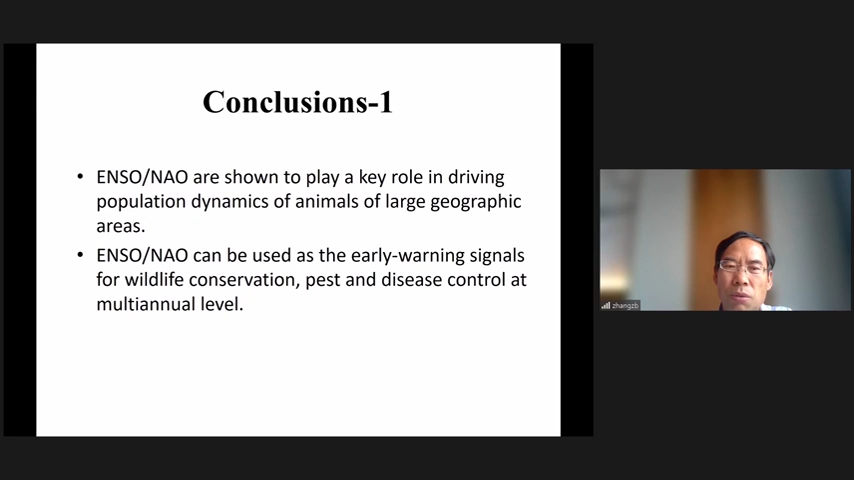 Conclusions-1
• ENSO/NAO are shown to play a key role in driving
population dynamics of animals of large geographic
areas.
• ENSO/NAO can be used as the early-warning signals
for wildlife conservation, pest and disease control at
multiannual level.
zhangzb